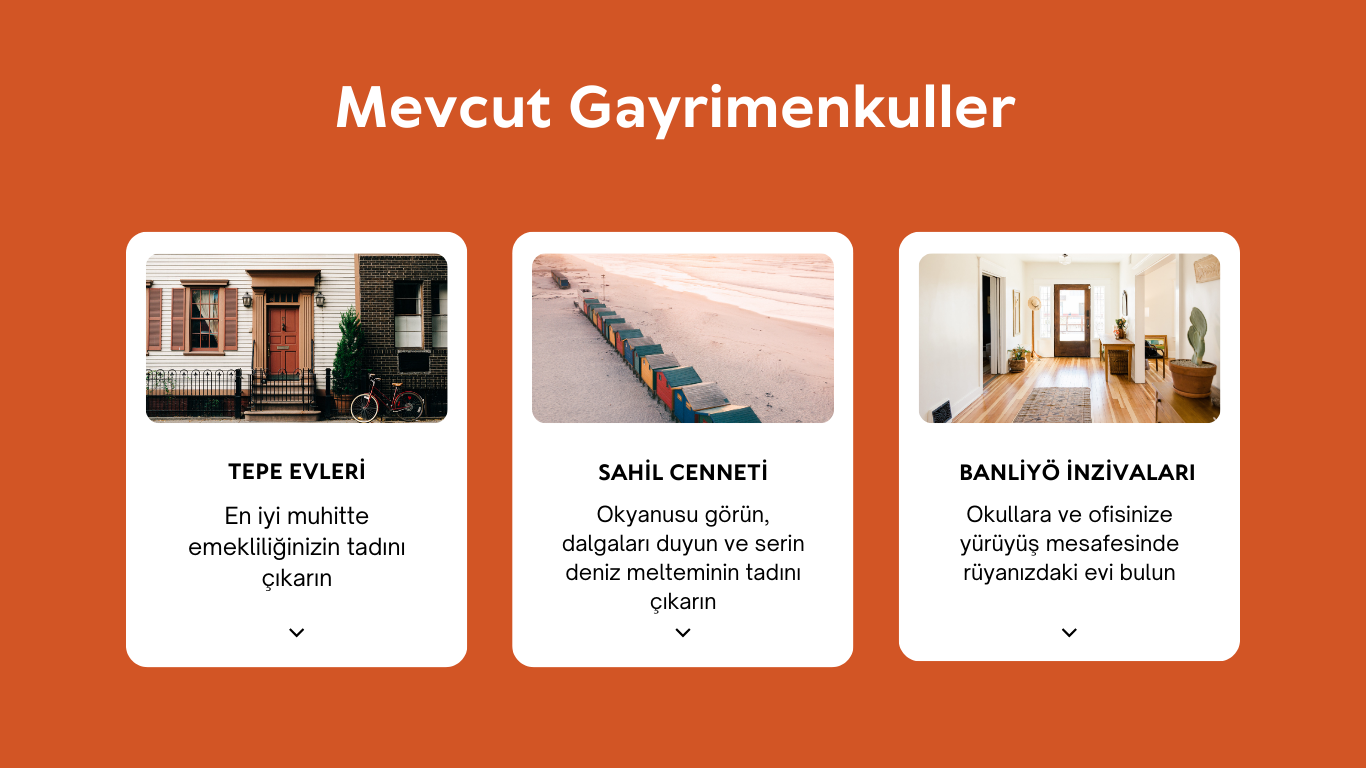 Mevcut Gayrimenkuller
TEPE EVLERİ
En iyi muhitte
emekliliğinizin tadını
çıkarın
SAHİL CENNETİ
Okyanusu görün,
dalgaları duyun ve serin
deniz melteminin tadını
çıkarın
BANLİYÖ İNZİVALARI
Okullara ve ofisinize
yürüyüş mesafesinde
rüyanızdaki evi bulun